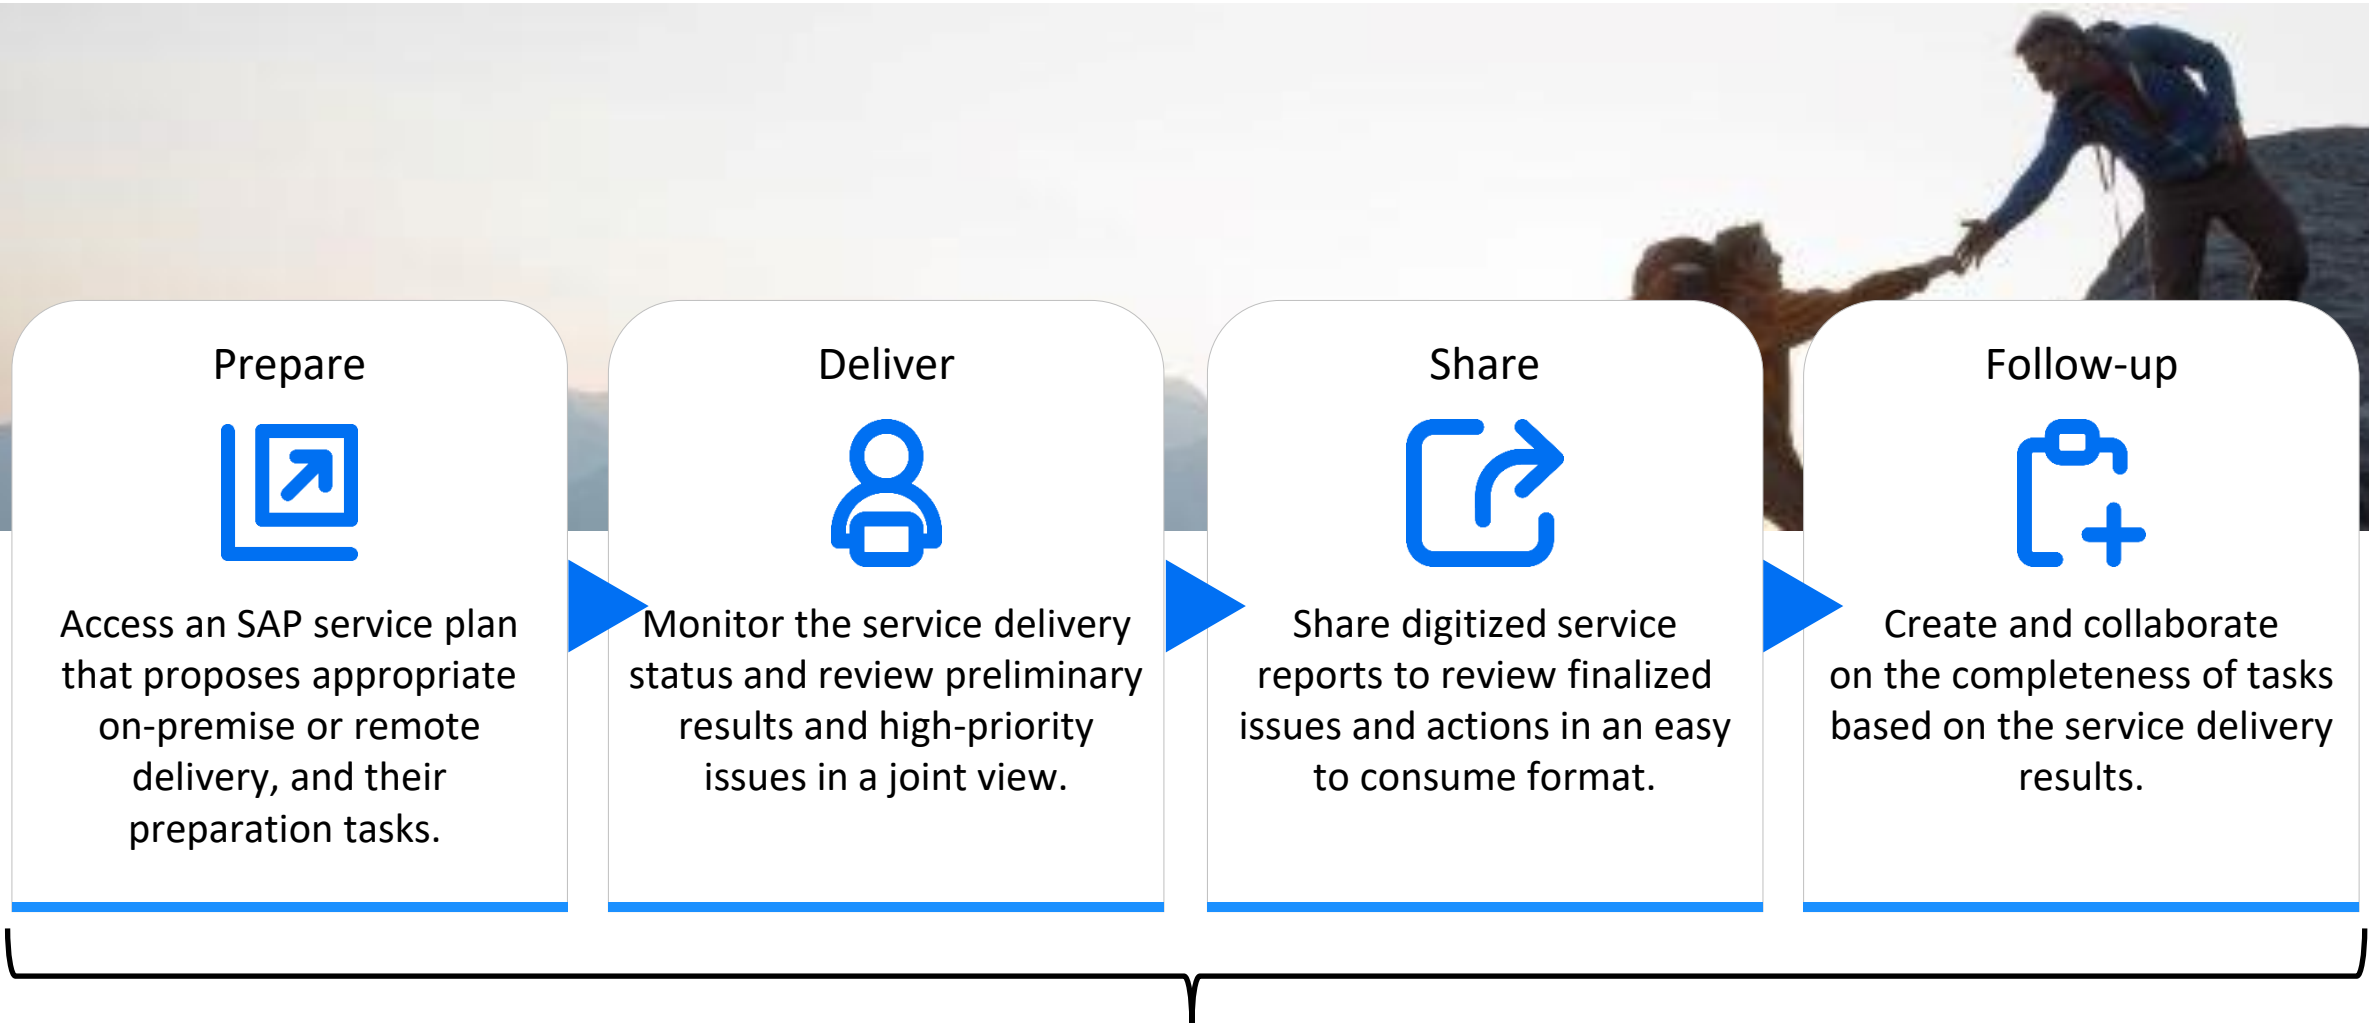 Prepare
Access an SAP service plan
that proposes appropriate
on-premise or remote
delivery, and their
preparation tasks.
Deliver
Monitor the service delivery
status and review preliminary
results and high-priority
issues in a joint view.
Share
Share digitized service
reports to review finalized
issues and actions in an easy
to consume format.
Follow-up
Create and collaborate
on the completeness of tasks
based on the service delivery
results.